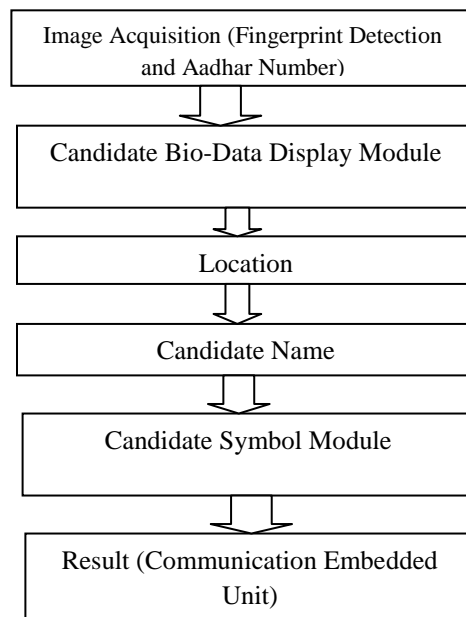 Image Acquisition (Fingerprint Detection
and Aadhar Number)
Candidate Bio-Data Display Module
Location
Candidate Name
Candidate Symbol Module
Result (Communication Embedded
Unit)